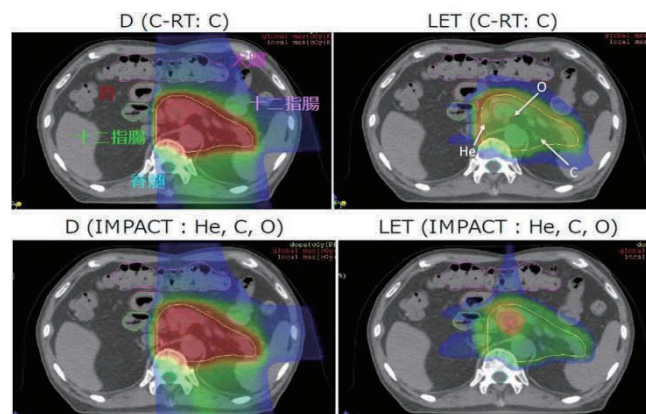 D (C-RT: C)
LET (C-RT: C)
大腸
十二指腸
十二指腸
脊髄
O
He
C
D (IMPACT : He, C, O)
LET (IMPACT : He, C, O)